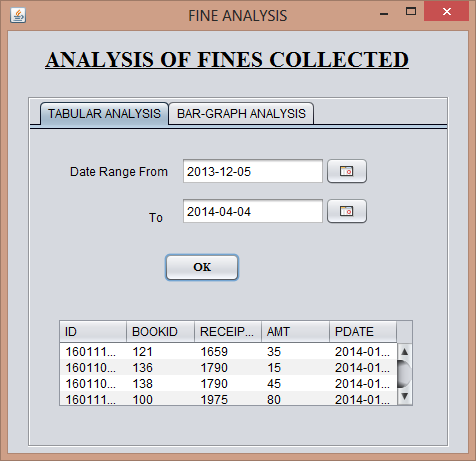 FINE ANALYSIS
ANALYSIS OF FINES COLLECTED
TABULAR ANALYSIS BAR-GRAPH ANALYSIS
Date Range From 2013-12-05
To 2014-04-04
OK
ID BOOKID RECEIP... AMT PDATE
160111... 121 1659 35 2014-01...
160110... 136 1790 15 2014-01...
160110... 138 1790 45 2014-01...
160111... 100 1975 80 2014-01...